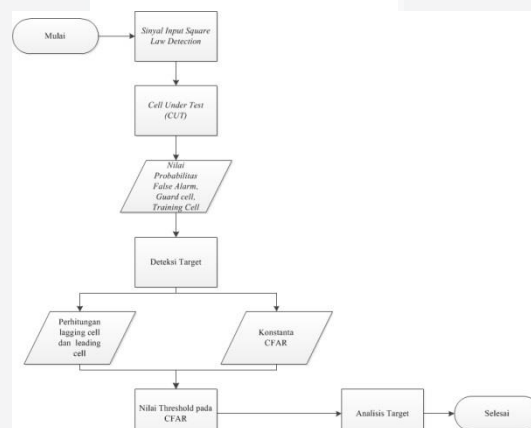 Mulai
Sinyal Input Square
Law Detection
Cell Under Test
(CUT)
Nilai
Probabilitas
False Alarm,
Guard cell,
Training Cell
Deteksi Target
Perhitungan
lagging cell
dan leading
cell
Konstanta
CFAR
Nilai Threshold pada
CFAR
Analisis Target
Selesai